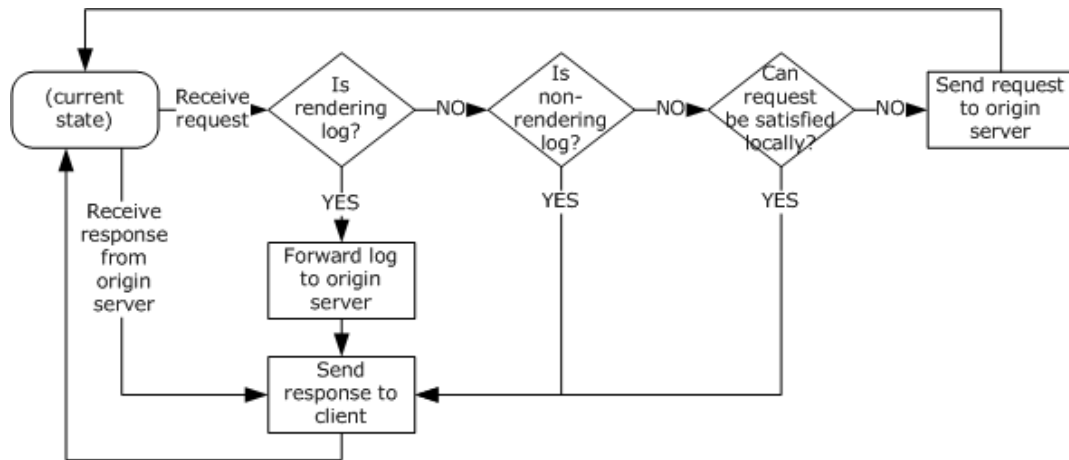 (current
state)
Receive
request
Is
rendering
log?
NO
Is
non-
rendering
log?
NO
Can
request
be satisfied
locally?
NO
Send request
to origin
server
YES
YES
YES
Receive
response
from
origin
server
Forward log
to origin
server
Send
response to
client